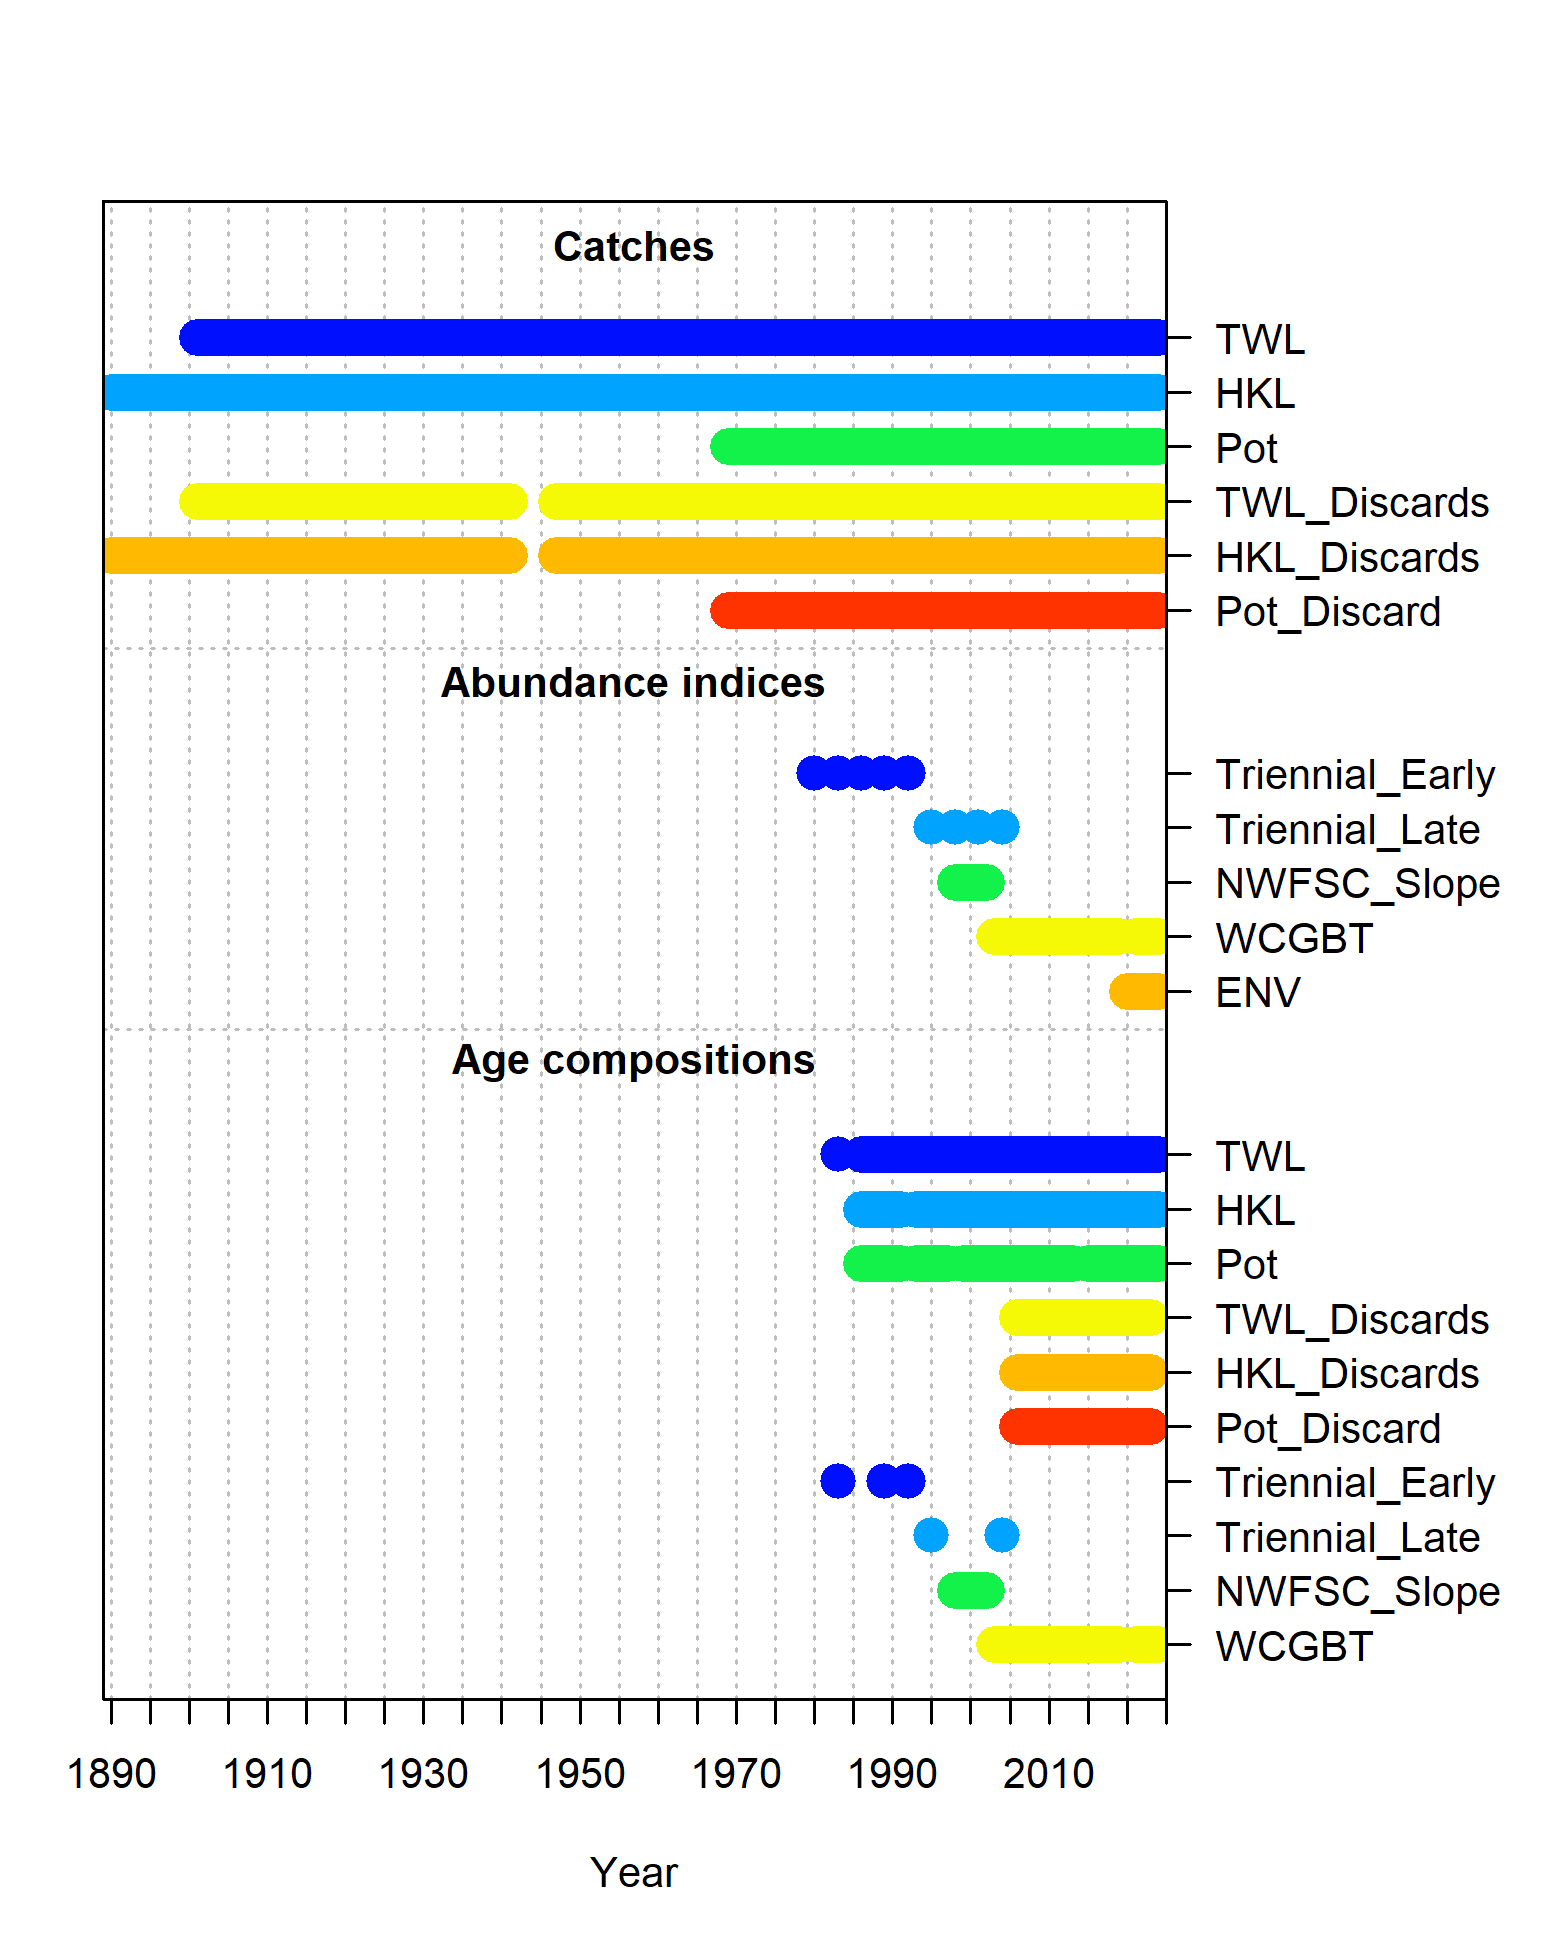 Catches
TWL
HKL
Pot
TWL_Discards
HKL_Discards
Pot_Discard
Abundance indices
Triennial_Early
Triennial_Late
NWFSC_Slope
WCGBT
ENV
Age compositions
TWL
HKL
Pot
TWL_Discards
HKL_Discards
Pot_Discard
Triennial_Early
Triennial_Late
NWFSC_Slope
WCGBT
1890 1910 1930 1950 1970 1990 2010
Year